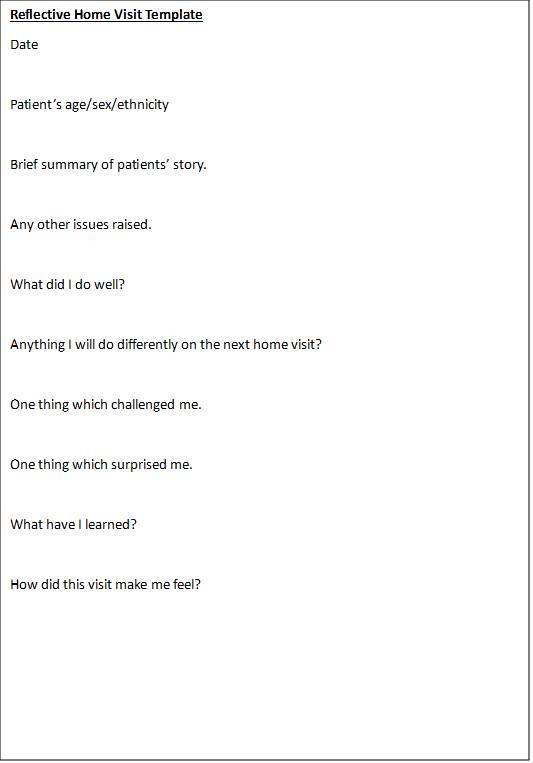 Reflective Home Visit Template
Date
Patient’s age/sex/ethnicity
Brief summary of patients’ story.
Any other issues raised.
What did I do well?
Anything I will do differently on the next home visit?
One thing which challenged me.
One thing which surprised me.
What have I learned?
How did this visit make me feel?